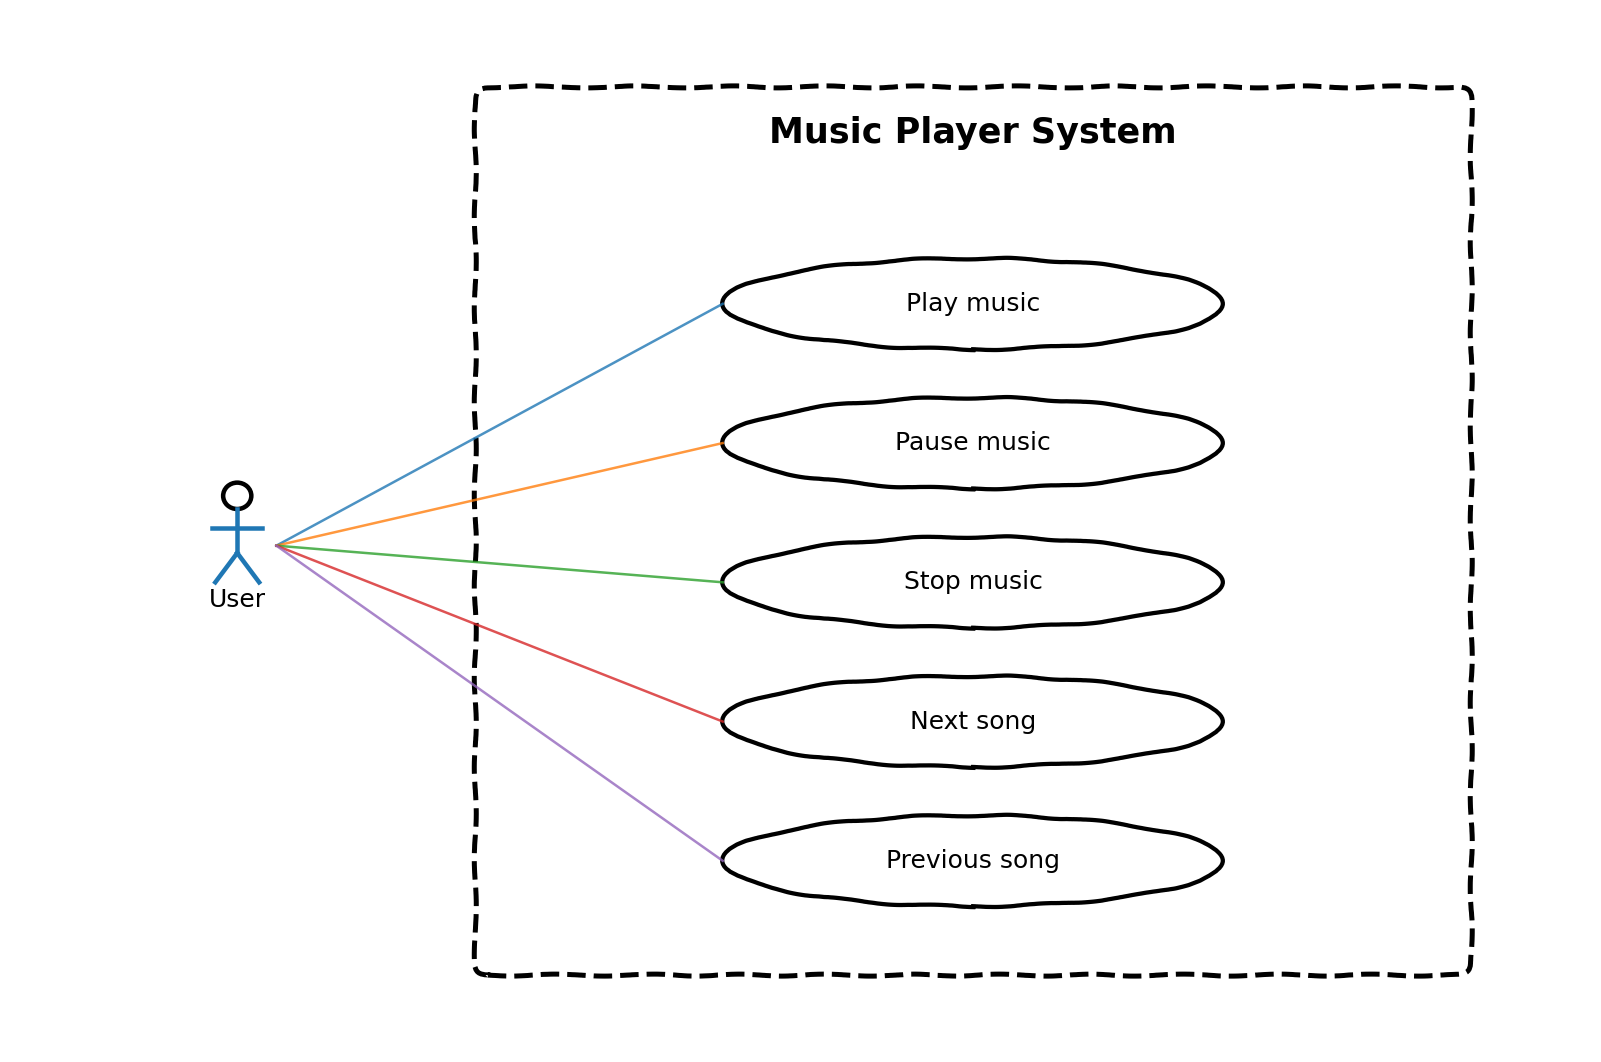 Music Player System
Play music
Pause music
Stop music
User
Next song
Previous song